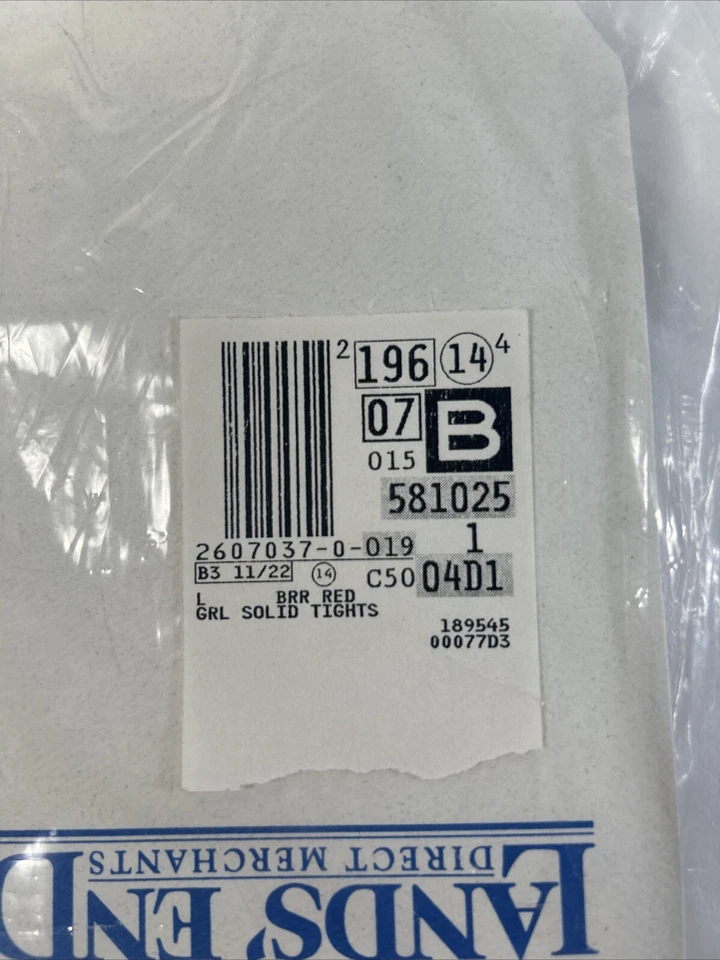 2 196 14 4
07 B
015
581025
2607037-0-019 1
B3 11/22 14 C50 04D1
L BRR RED
GRL SOLID TIGHTS
189545
00077D3
LANDS' END
DIRECT MERCHANTS